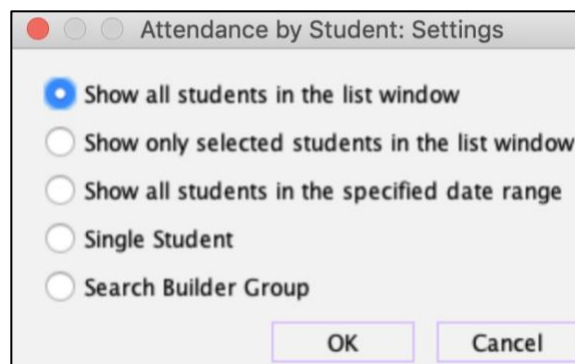 Attendance by Student: Settings
Show all students in the list window
Show only selected students in the list window
Show all students in the specified date range
Single Student
Search Builder Group
OK Cancel